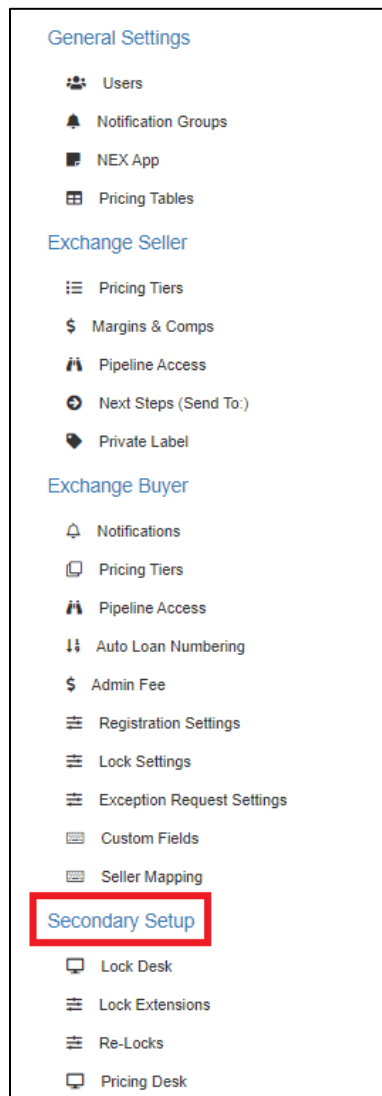 General Settings
Users
Notification Groups
NEX App
Pricing Tables
Exchange Seller
Pricing Tiers
$ Margins & Comps
Pipeline Access
Next Steps (Send To:)
Private Label
Exchange Buyer
Notifications
Pricing Tiers
Pipeline Access
Auto Loan Numbering
$ Admin Fee
Registration Settings
Lock Settings
Exception Request Settings
Custom Fields
Seller Mapping
Secondary Setup
Lock Desk
Lock Extensions
Re-Locks
Pricing Desk